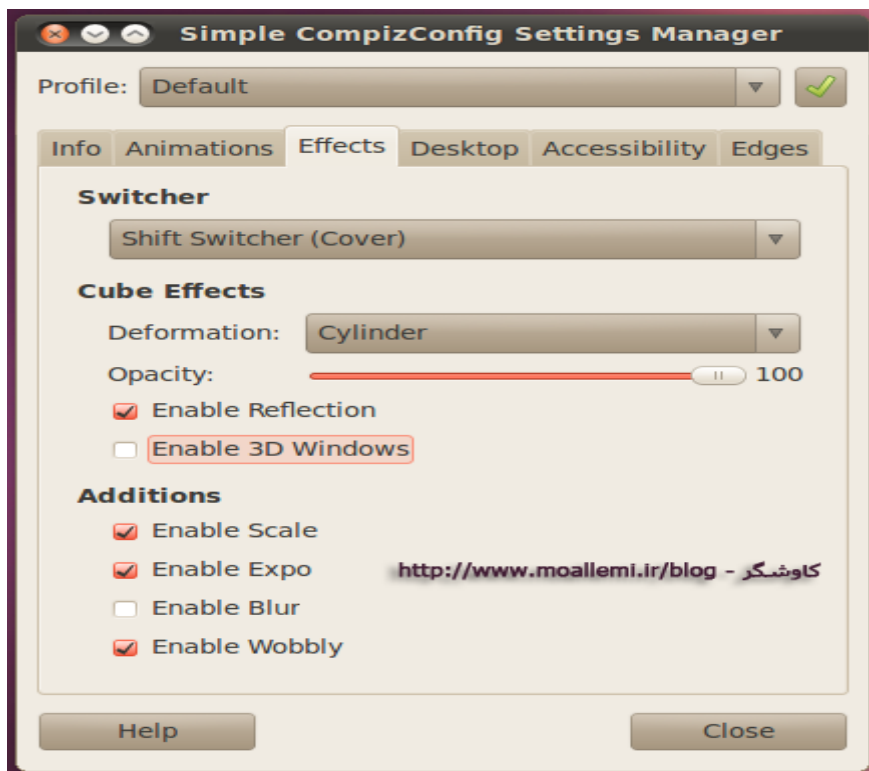 Simple CompizConfig Settings Manager
Profile: Default
Info Animations Effects Desktop Accessibility Edges
Switcher
Shift Switcher (Cover)
Cube Effects
Deformation: Cylinder
Opacity: 100
Enable Reflection
Enable 3D Windows
Additions
Enable Scale
Enable Expo
کاوشگر - http://www.moallemi.ir/blog
Enable Blur
Enable Wobbly
Help Close